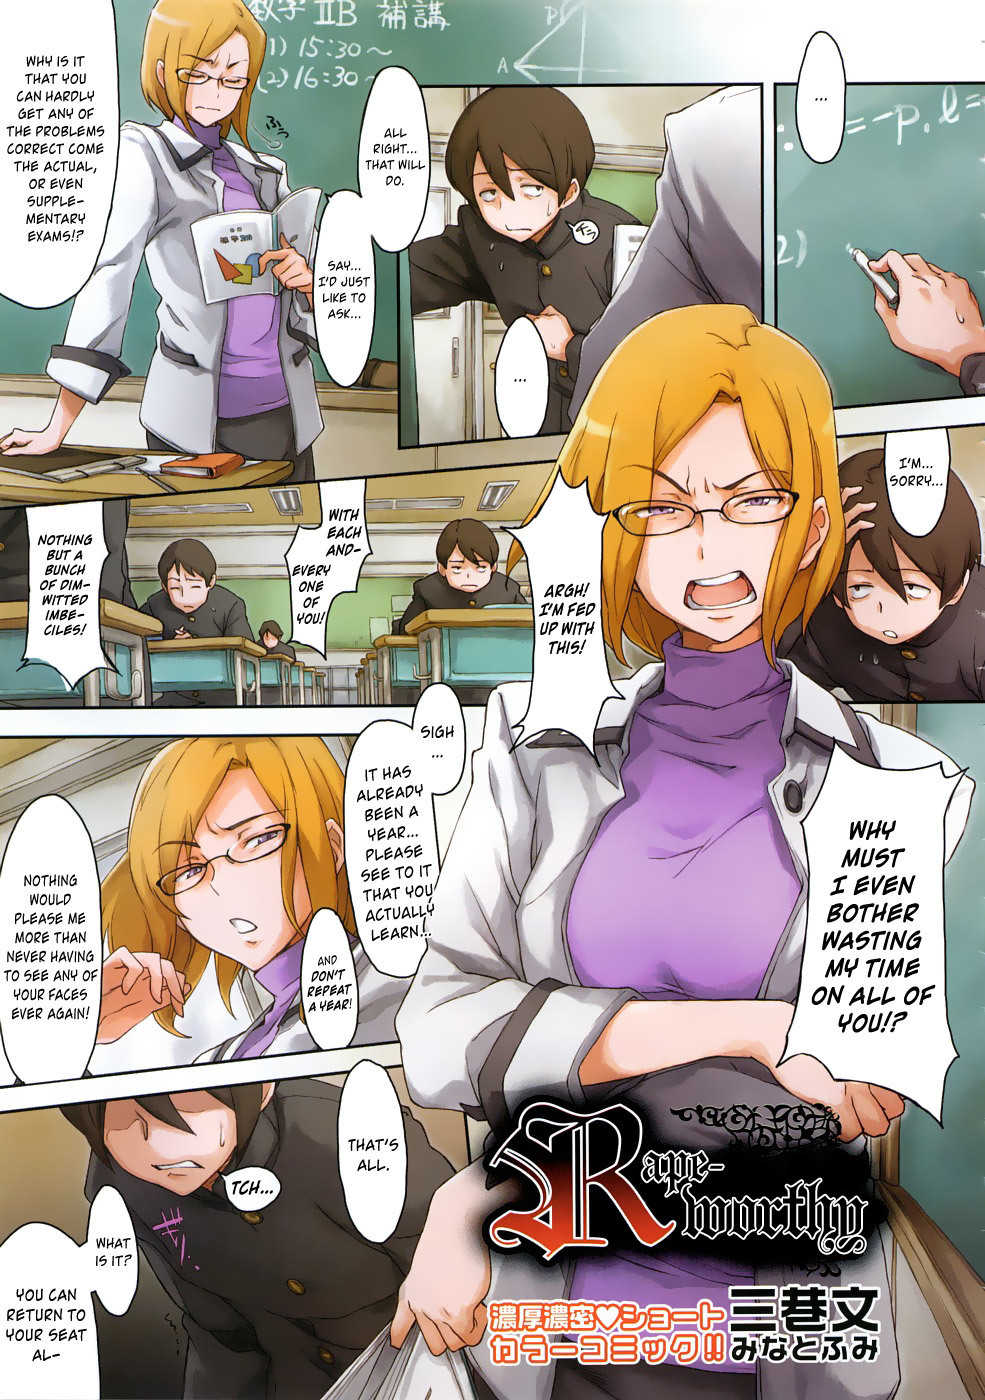 ...
=-p, l=
2)
ALL
RIGHT...
THAT WILL
DO.
チラ
...
SAY...
I'D JUST
LIKE TO
ASK...
数学 ⅡB 補講
(1) 15:30~
(2) 16:30~
P
A
WHY IS IT
THAT YOU
CAN HARDLY
GET ANY OF
THE PROBLEMS
CORRECT COME
THE ACTUAL,
OR EVEN
SUPPLE-
MENTARY
EXAMS!?
I'M...
SORRY...
ARGH!
I'M FED
UP WITH
THIS!
WITH
EACH
AND-
EVERY
ONE OF
YOU!
NOTHING
BUT A
BUNCH
OF DIM-
WITTED
IMBE-
CILES!
WHY
MUST
I EVEN
BOTHER
WASTING
MY TIME
ON ALL OF
YOU!?
SIGH
...
IT HAS
ALREADY
BEEN A
YEAR...
PLEASE
SEE TO
IT THAT
YOU
ACTUALLY
LEARN...
AND
DON'T
REPEAT
A YEAR!
NOTHING
WOULD
PLEASE ME
MORE THAN
NEVER HAVING
TO SEE ANY OF
YOUR FACES
EVER AGAIN!
THAT'S
ALL.
TCH...
WHAT
IS IT?
YOU CAN
RETURN TO
YOUR SEAT
AL-
Rape-
worthy
濃厚濃密♥ショート
カラーコミック!!
三巷文
みなとふみ